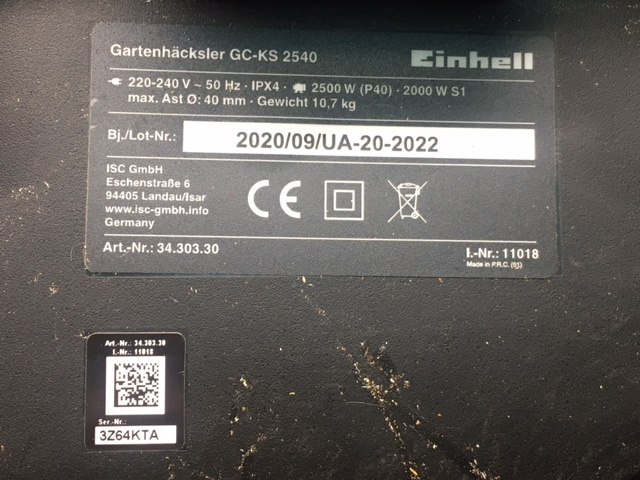 Gartenhäcksler GC-KS 2540
Einhell
220-240 V ~ 50 Hz · IPX4 · 2500 W (P40) · 2000 W S1
max. Ast Ø: 40 mm · Gewicht 10,7 kg
Bj./Lot-Nr.: 2020/09/UA-20-2022
ISC GmbH
Eschenstraße 6
94405 Landau/Isar
www.isc-gmbh.info
Germany
CE
Art.-Nr.: 34.303.30
I.-Nr.: 11018
Made in P.R.C. (91)
Art.-Nr.: 34.303.30
I.-Nr.: 11018
Ser.-Nr.:
3Z64KTA